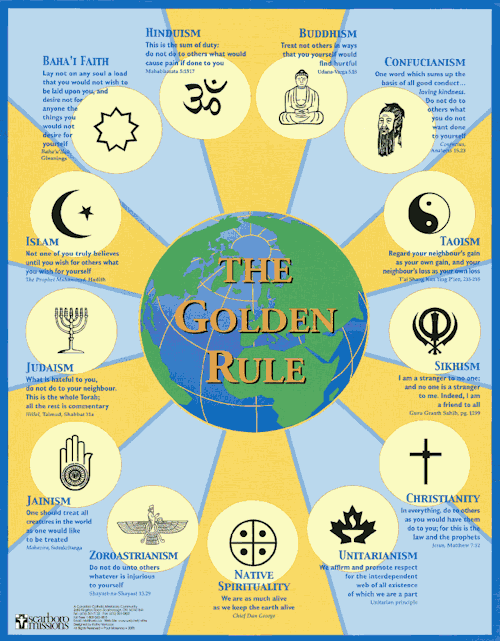 HINDUISM
This is the sum of duty:
do not do to others what would
cause pain if done to you
Mahabharata 5:1517
BUDDHISM
Treat not others in ways
that you yourself would
find hurtful
Udana-Varga 5.18
BAHA'I FAITH
Lay not on any soul a load
that you would not wish to
be laid upon you, and
desire not for
anyone the
things you
would not
desire for
yourself
Baha'u'llah,
Gleanings
CONFUCIANISM
One word which sums up the
basis of all good conduct...
loving kindness.
Do not do to
others what
you do not
want done
to yourself
Confucius,
Analects 15.23
ISLAM
Not one of you truly believes
until you wish for others what
you wish for yourself
The Prophet Muhammad, Hadith
TAOISM
Regard your neighbour's gain
as your own gain, and your
neighbour's loss as your own loss
T'ai Shang Kan Ying P'ien, 213-218
THE
GOLDEN
RULE
JUDAISM
What is hateful to you,
do not do to your neighbour.
This is the whole Torah;
all the rest is commentary
Hillel, Talmud, Shabbat 31a
SIKHISM
I am a stranger to no one;
and no one is a stranger
to me. Indeed, I am
a friend to all
Guru Granth Sahib, pg. 1299
JAINISM
One should treat all
creatures in the world
as one would like
to be treated
Mahavira, Sutrakritanga
CHRISTIANITY
In everything, do to others
as you would have them
do to you; for this is the
law and the prophets
Jesus, Matthew 7:12
ZOROASTRIANISM
Do not do unto others
whatever is injurious
to yourself
Shayast-na-Shayast 13.29
NATIVE
SPIRITUALITY
We are as much alive
as we keep the earth alive
Chief Dan George
UNITARIANISM
We affirm and promote respect
for the interdependent
web of all existence
of which we are a part
Unitarian principle
scarboro
missions